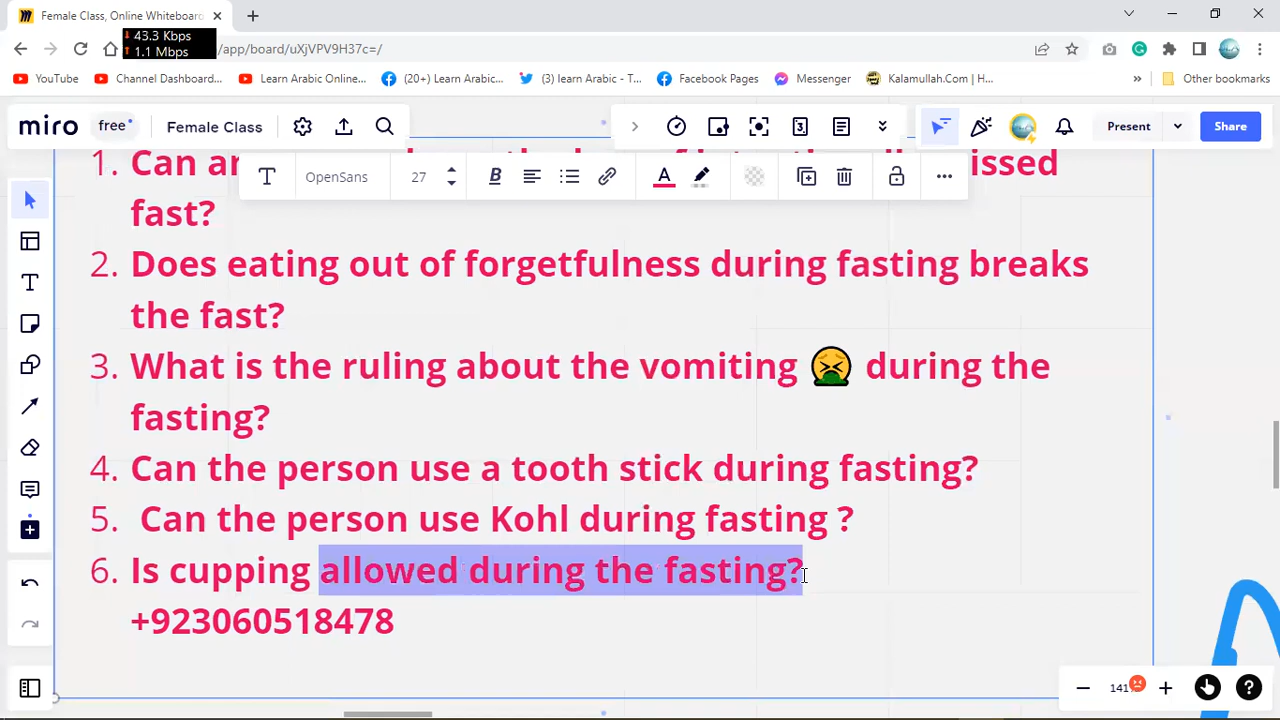 Female Class, Online Whiteboard
43.3 Kbps
1.1 Mbps
/app/board/uXjVPV9H37c=/
YouTube
Channel Dashboard...
Learn Arabic Online...
(20+) Learn Arabic...
(3) learn Arabic - T...
Facebook Pages
Messenger
Kalamullah.Com | H...
»
Other bookmarks
miro
free
Female Class
Present
Share
OpenSans
27
B
A
1. Can
issed
fast?
2. Does eating out of forgetfulness during fasting breaks
the fast?
3. What is the ruling about the vomiting 🤮 during the
fasting?
4. Can the person use a tooth stick during fasting?
5. Can the person use Kohl during fasting ?
6. Is cupping allowed during the fasting?
+923060518478
141
?